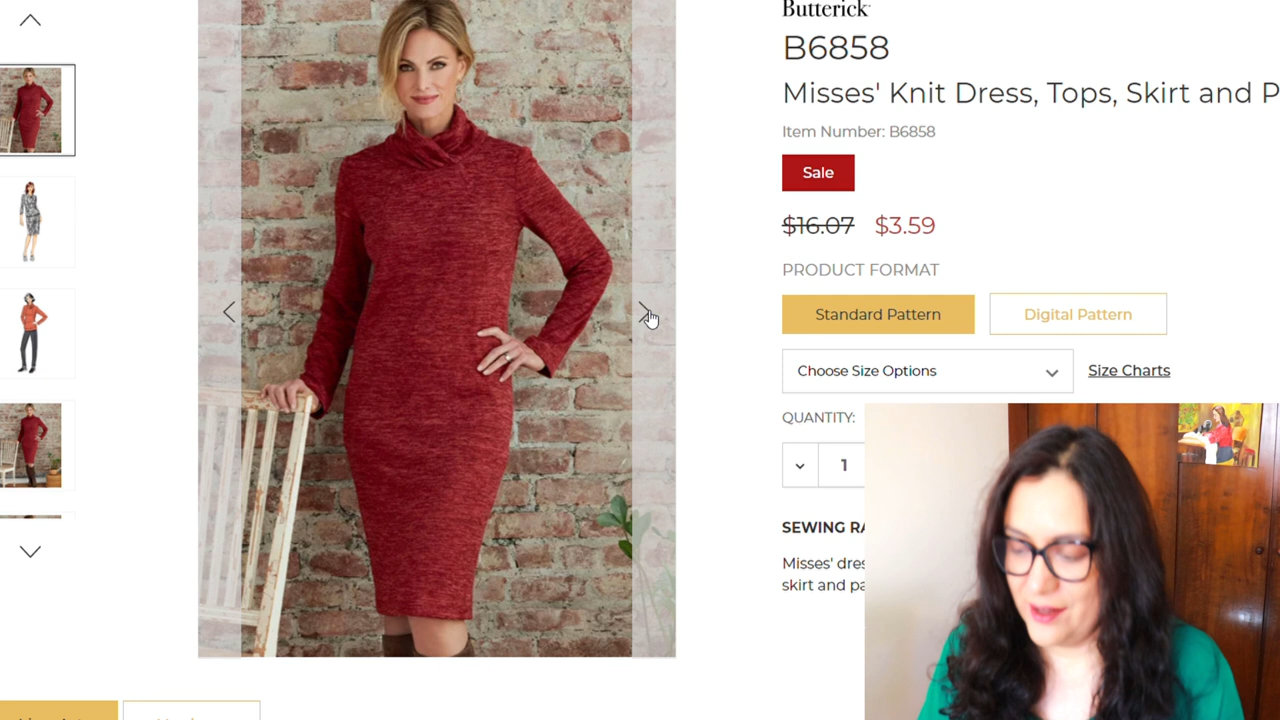 Butterick
B6858
Misses' Knit Dress, Tops, Skirt and P
Item Number: B6858
Sale
$16.07 $3.59
PRODUCT FORMAT
Standard Pattern Digital Pattern
Choose Size Options Size Charts
QUANTITY:
1
SEWING RA
Misses' dres
skirt and pa